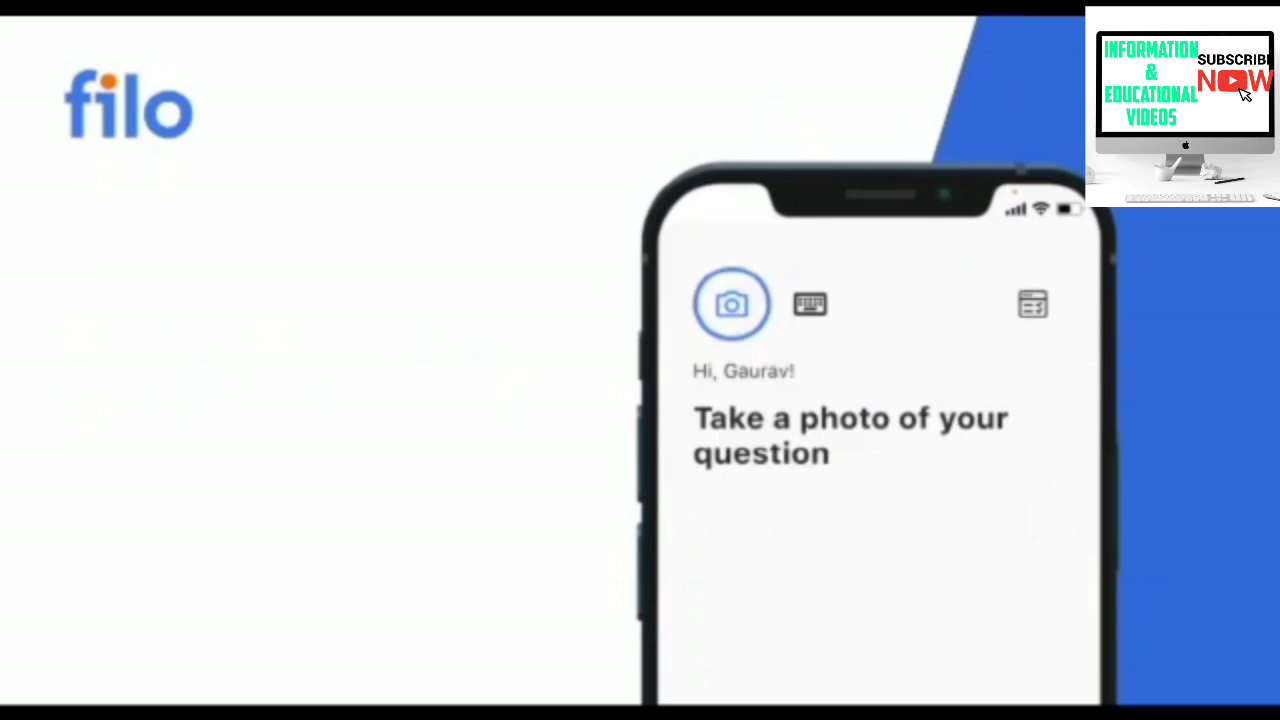 filo
INFORMATION
&
EDUCATIONAL
VIDEOS
SUBSCRIBE
NOW
Hi, Gaurav!
Take a photo of your
question